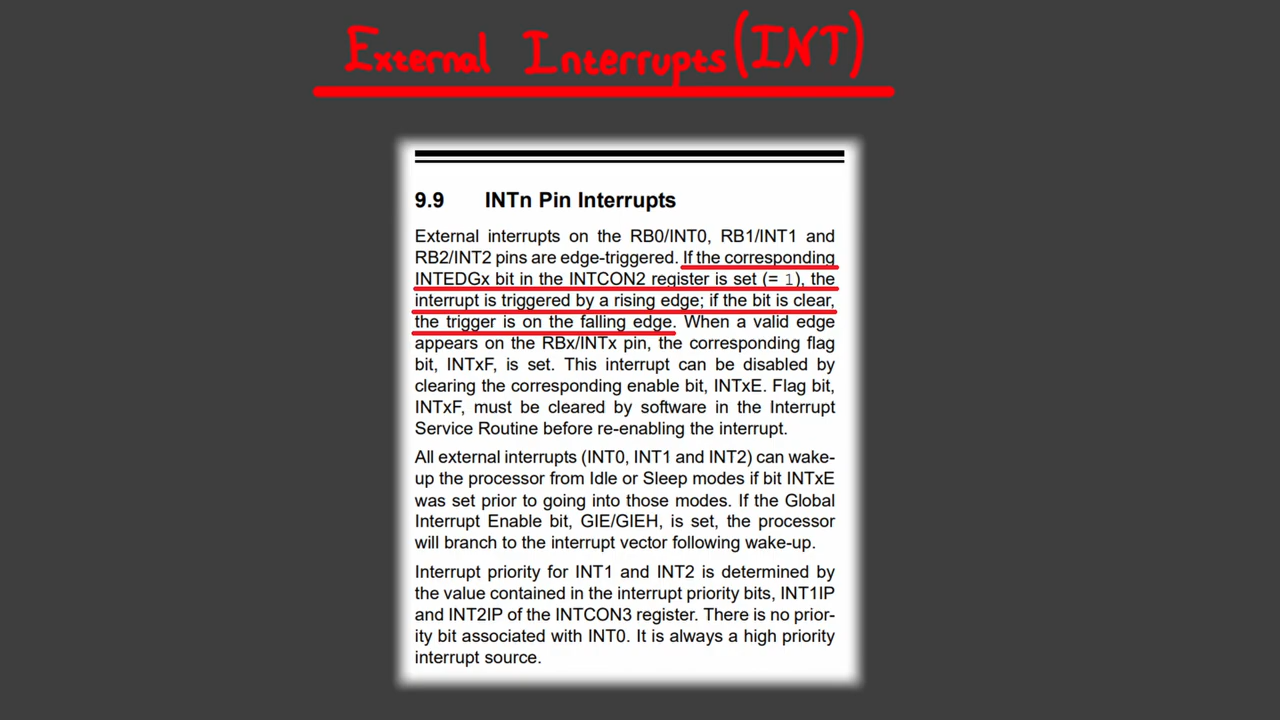 External Interrupts (INT)
9.9 INTn Pin Interrupts
External interrupts on the RB0/INT0, RB1/INT1 and
RB2/INT2 pins are edge-triggered. If the corresponding
INTEDGx bit in the INTCON2 register is set (= 1), the
interrupt is triggered by a rising edge; if the bit is clear,
the trigger is on the falling edge. When a valid edge
appears on the RBx/INTx pin, the corresponding flag
bit, INTxF, is set. This interrupt can be disabled by
clearing the corresponding enable bit, INTxE. Flag bit,
INTxF, must be cleared by software in the Interrupt
Service Routine before re-enabling the interrupt.
All external interrupts (INT0, INT1 and INT2) can wake-
up the processor from Idle or Sleep modes if bit INTxE
was set prior to going into those modes. If the Global
Interrupt Enable bit, GIE/GIEH, is set, the processor
will branch to the interrupt vector following wake-up.
Interrupt priority for INT1 and INT2 is determined by
the value contained in the interrupt priority bits, INT1IP
and INT2IP of the INTCON3 register. There is no prior-
ity bit associated with INT0. It is always a high priority
interrupt source.